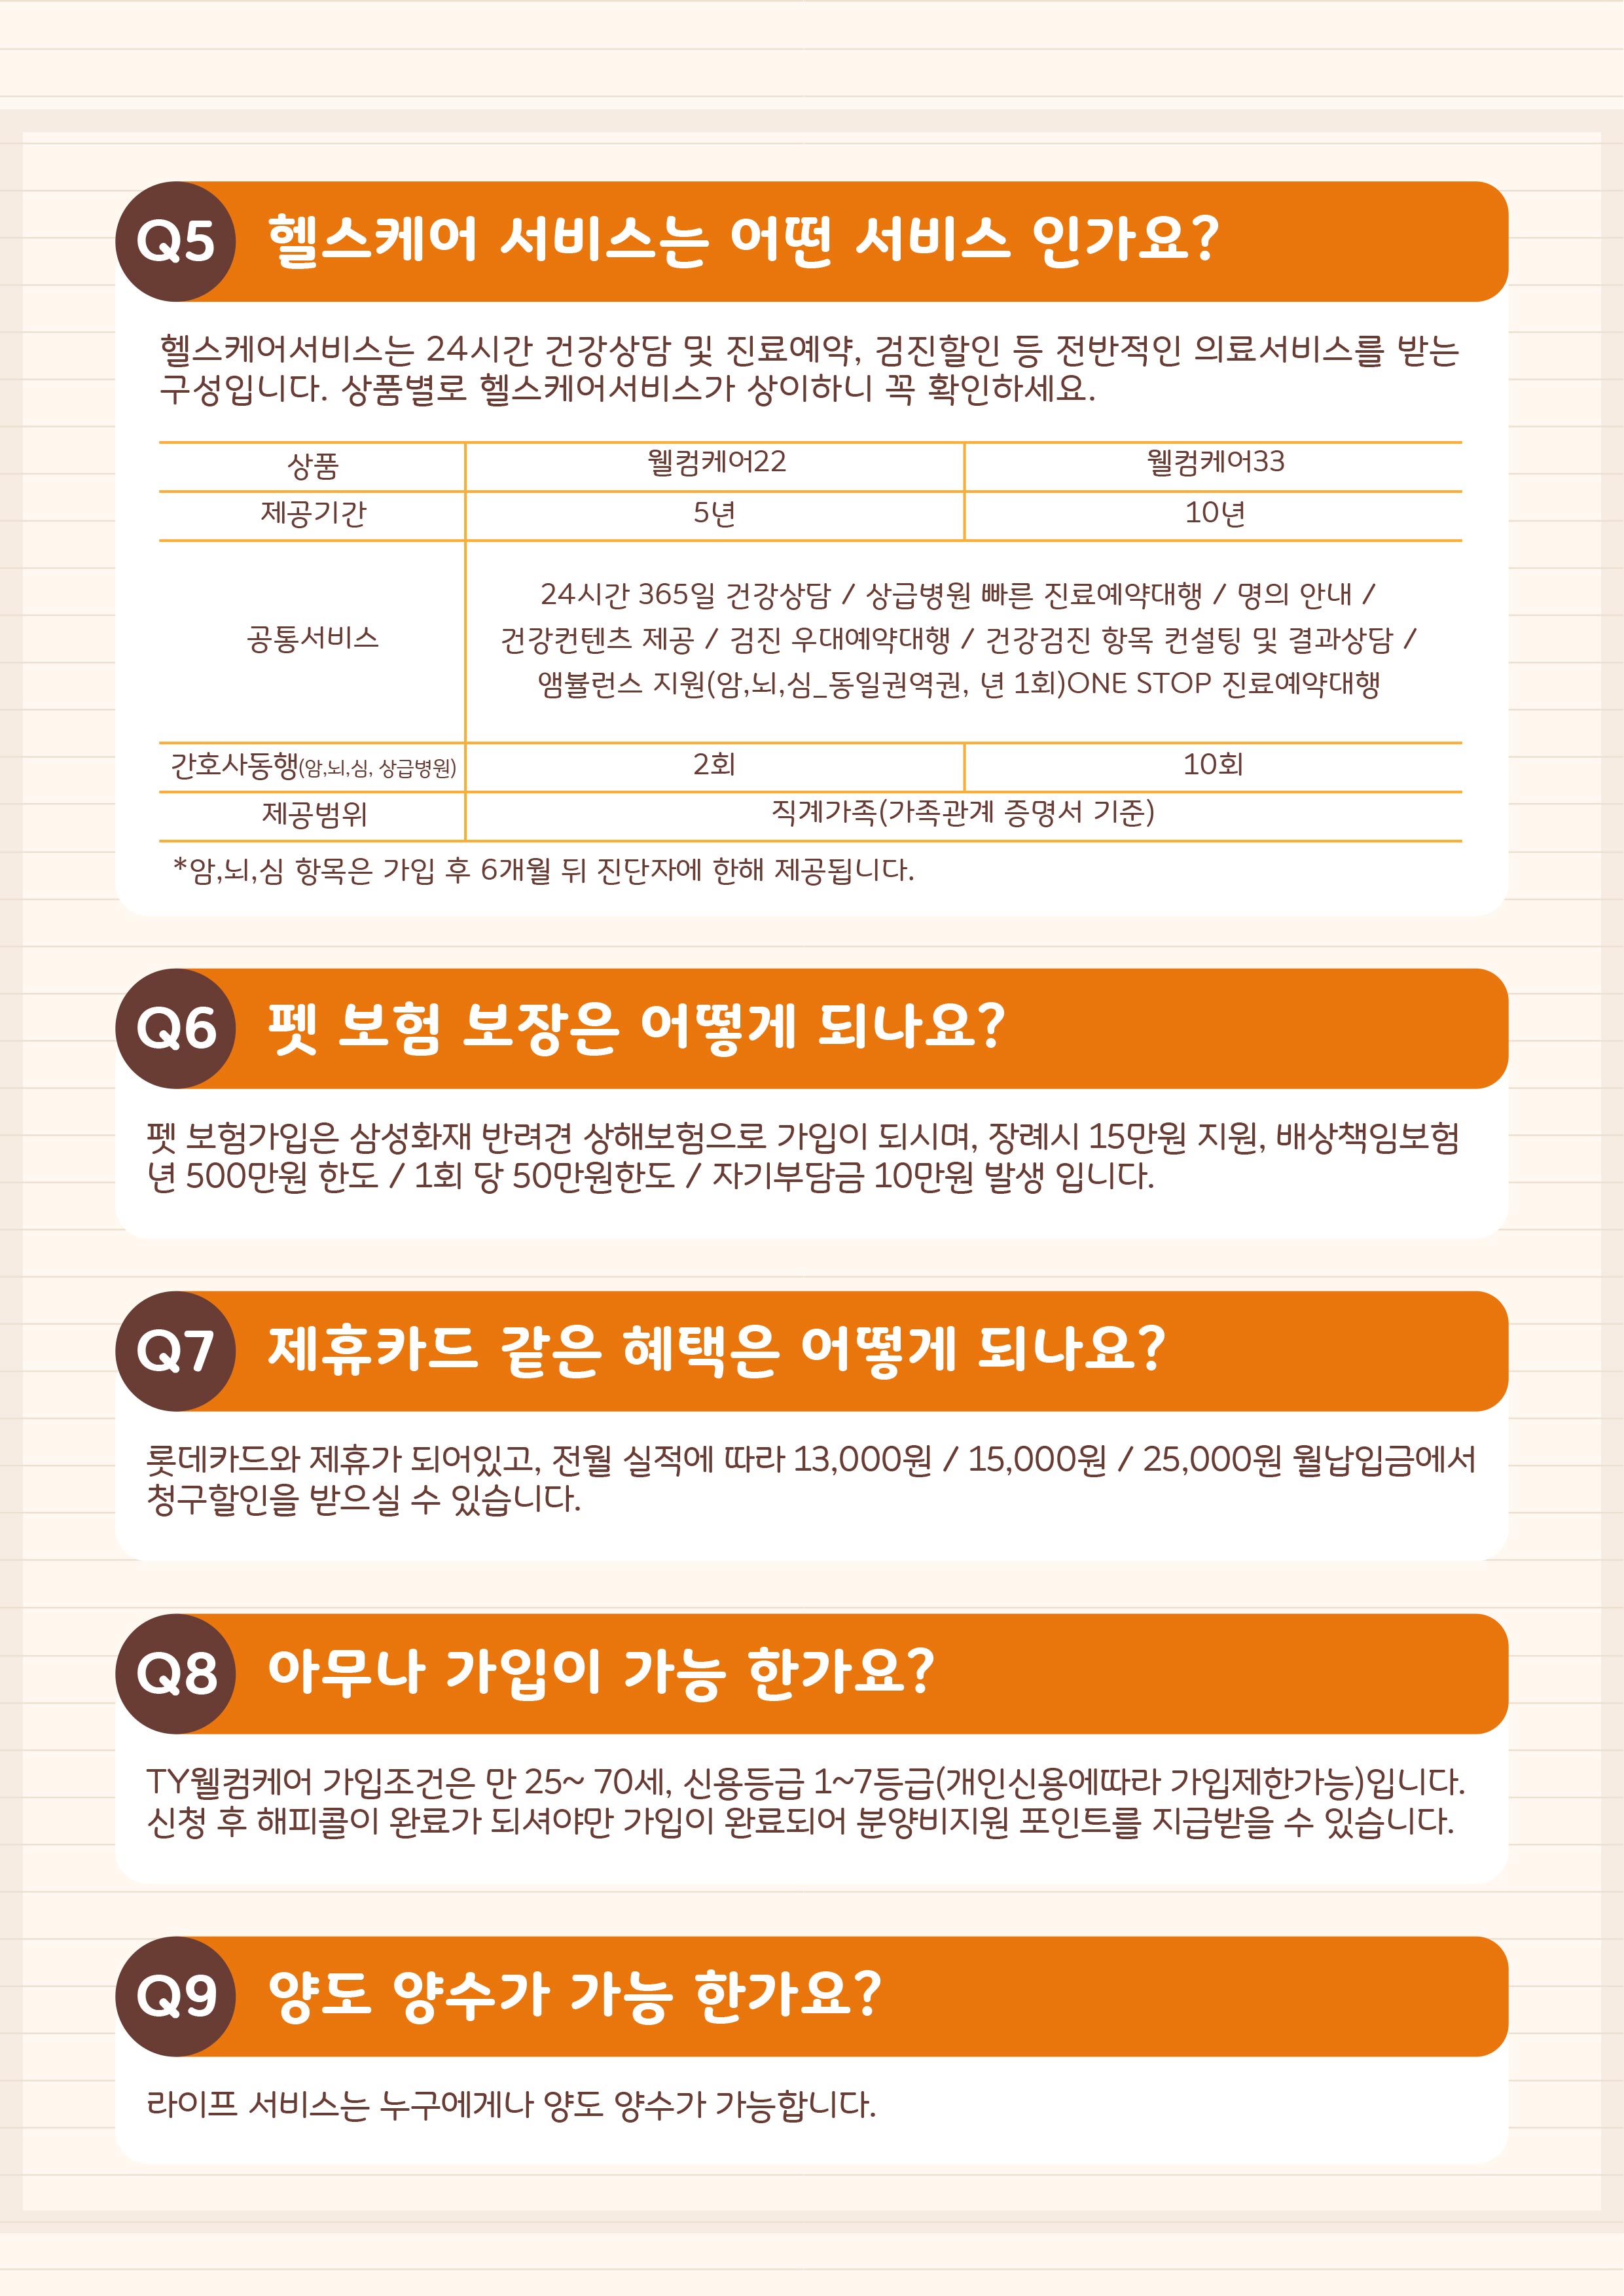 Q5 헬스케어 서비스는 어떤 서비스 인가요?
헬스케어서비스는 24시간 건강상담 및 진료예약, 검진할인 등 전반적인 의료서비스를 받는
구성입니다. 상품별로 헬스케어서비스가 상이하니 꼭 확인하세요.
상품 웰컴케어22 웰컴케어33
제공기간 5년 10년
공통서비스
24시간 365일 건강상담 / 상급병원 빠른 진료예약대행 / 명의 안내 /
건강컨텐츠 제공 / 검진 우대예약대행 / 건강검진 항목 컨설팅 및 결과상담 /
앰뷸런스 지원(암,뇌,심_동일권역권, 년 1회)ONE STOP 진료예약대행
간호사동행(암,뇌,심, 상급병원) 2회 10회
제공범위 직계가족(가족관계 증명서 기준)
*암,뇌,심 항목은 가입 후 6개월 뒤 진단자에 한해 제공됩니다.
Q6 펫 보험 보장은 어떻게 되나요?
펫 보험가입은 삼성화재 반려견 상해보험으로 가입이 되시며, 장례시 15만원 지원, 배상책임보험
년 500만원 한도 / 1회 당 50만원한도 / 자기부담금 10만원 발생 입니다.
Q7 제휴카드 같은 혜택은 어떻게 되나요?
롯데카드와 제휴가 되어있고, 전월 실적에 따라 13,000원 / 15,000원 / 25,000원 월납입금에서
청구할인을 받으실 수 있습니다.
Q8 아무나 가입이 가능 한가요?
TY웰컴케어 가입조건은 만 25~ 70세, 신용등급 1~7등급(개인신용에따라 가입제한가능)입니다.
신청 후 해피콜이 완료가 되셔야만 가입이 완료되어 분양비지원 포인트를 지급받을 수 있습니다.
Q9 양도 양수가 가능 한가요?
라이프 서비스는 누구에게나 양도 양수가 가능합니다.